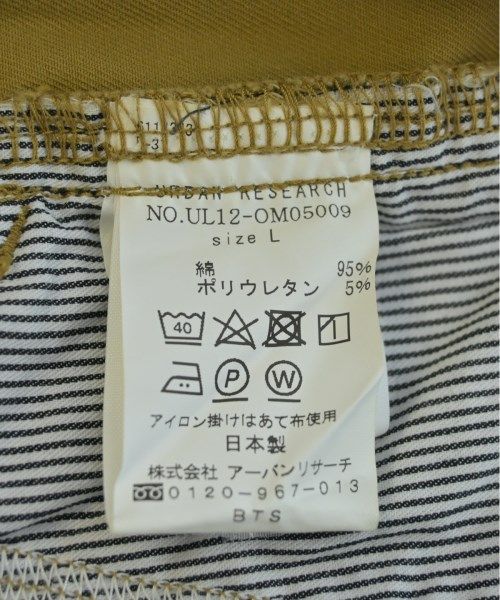 URBAN RESEARCH
NO.UL12-OM05009
size L
綿 95%
ポリウレタン 5%
40
P W
アイロン掛けはあて布使用
日本製
株式会社 アーバンリサーチ
0120-967-013
BTS